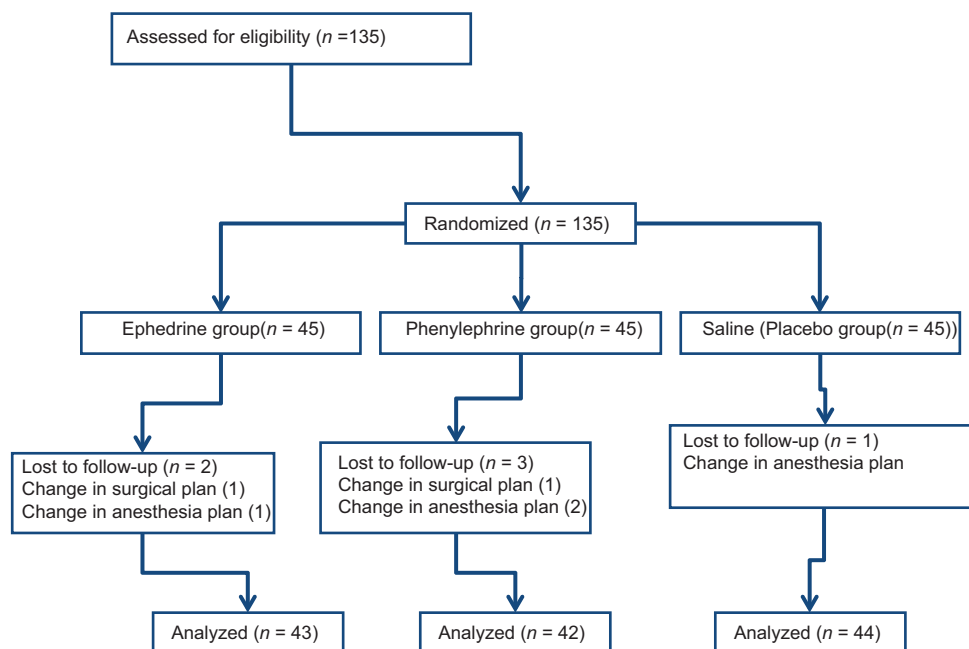 Assessed for eligibility (n =135)
Randomized (n = 135)
Ephedrine group(n = 45)
Phenylephrine group(n = 45)
Saline (Placebo group(n = 45))
Lost to follow-up (n = 2)
Change in surgical plan (1)
Change in anesthesia plan (1)
Lost to follow-up (n = 3)
Change in surgical plan (1)
Change in anesthesia plan (2)
Lost to follow-up (n = 1)
Change in anesthesia plan
Analyzed (n = 43)
Analyzed (n = 42)
Analyzed (n = 44)